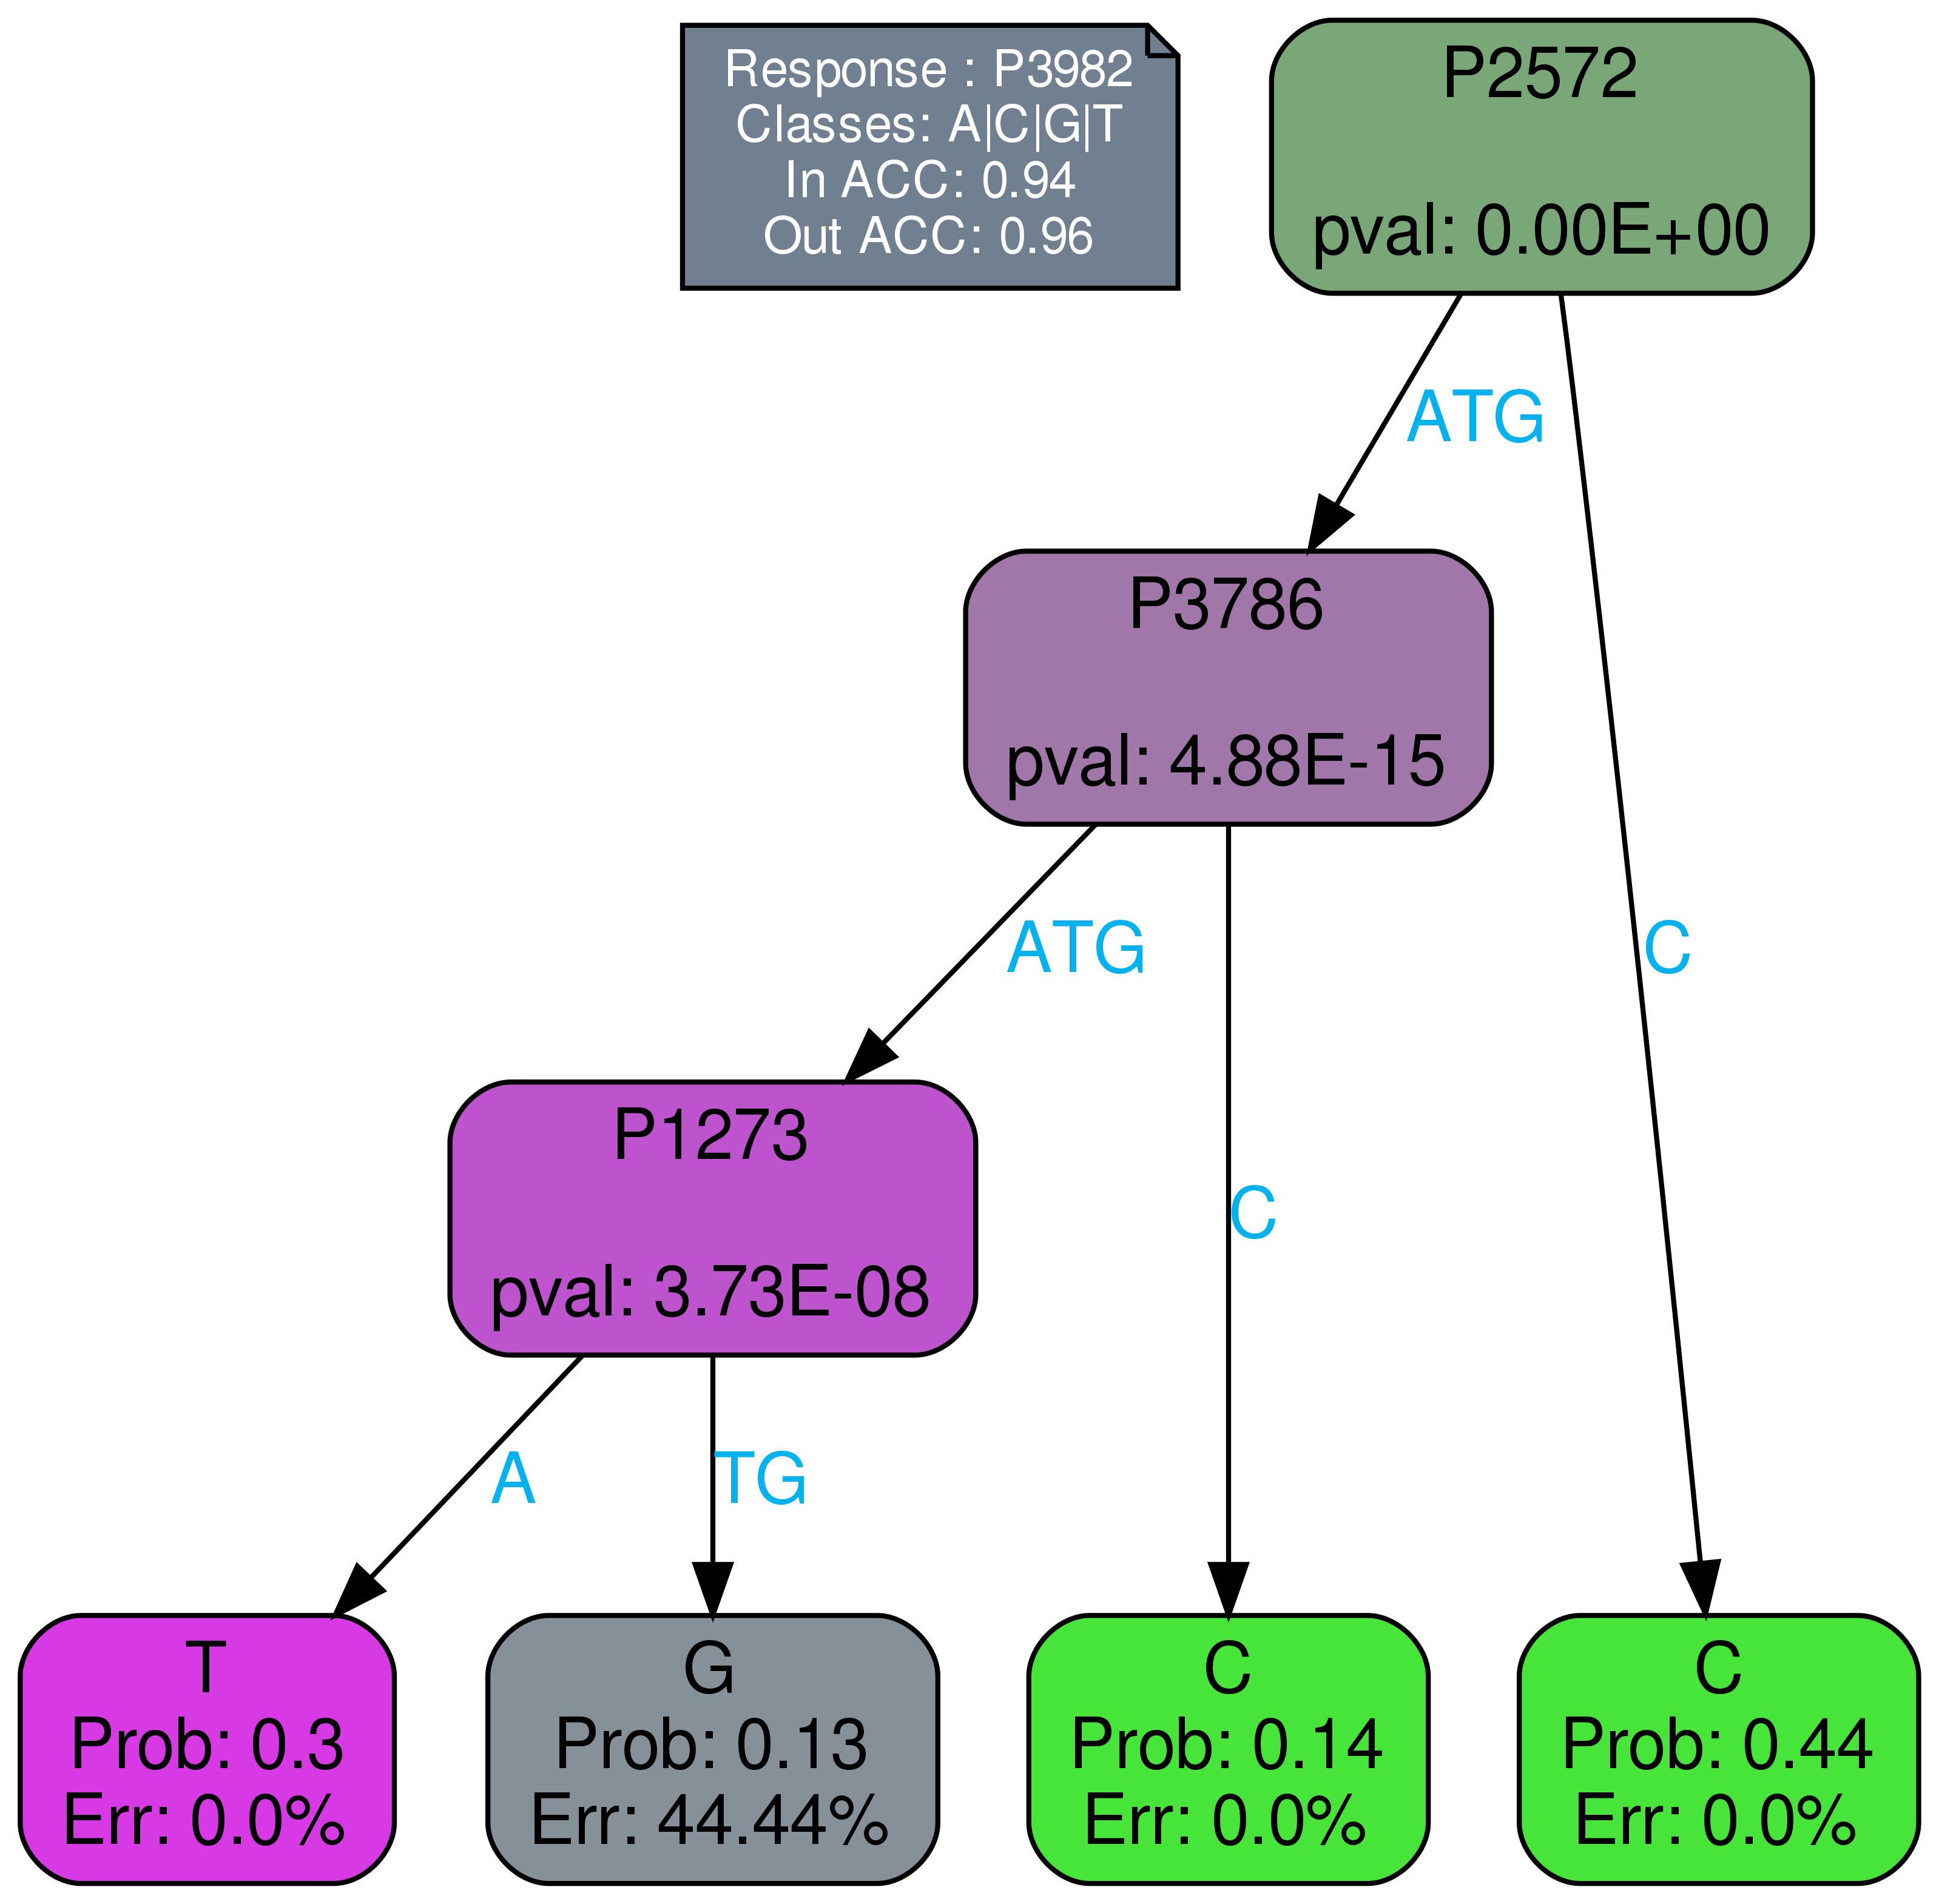 Response : P3982
Classes: A|C|G|T
In ACC: 0.94
Out ACC: 0.96
P2572
pval: 0.00E+00
ATG
C
P3786
pval: 4.88E-15
ATG
C
P1273
pval: 3.73E-08
A
TG
T
Prob: 0.3
Err: 0.0%
G
Prob: 0.13
Err: 44.44%
C
Prob: 0.14
Err: 0.0%
C
Prob: 0.44
Err: 0.0%